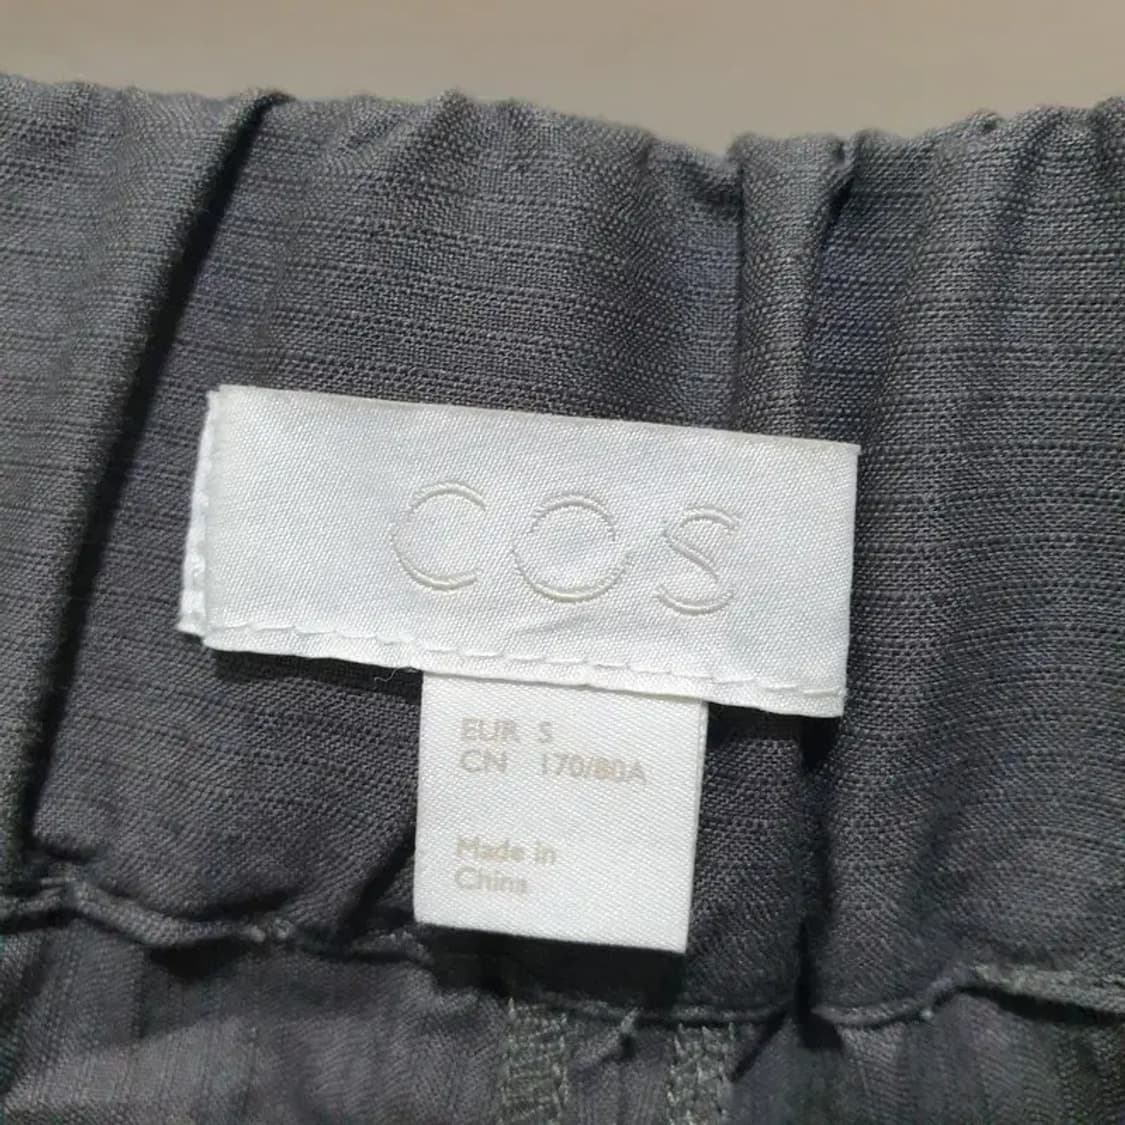 COS
EUR S
CN 170/80A
Made in
China